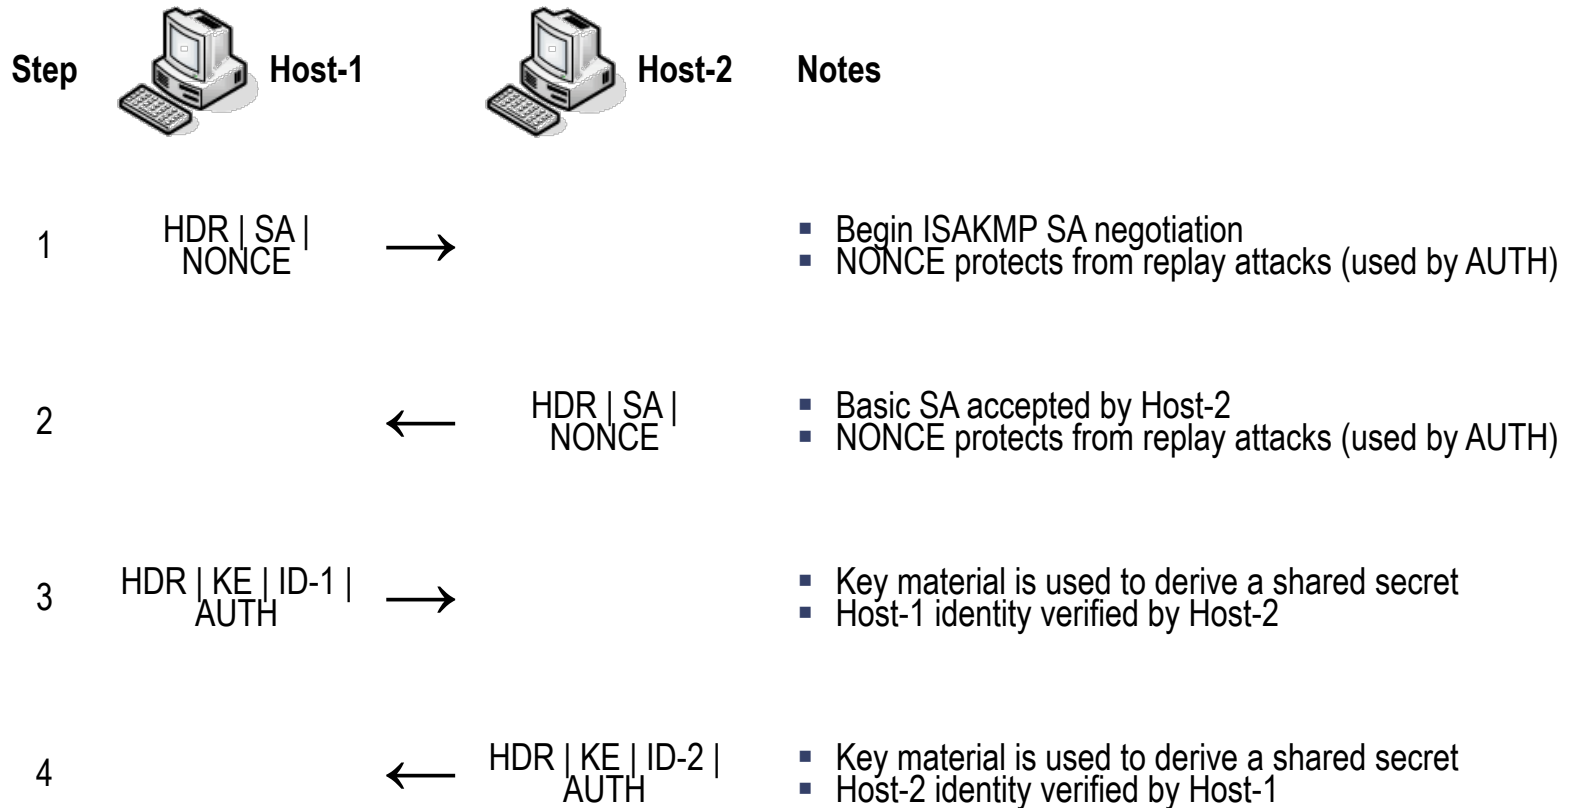 Step Host-1 Host-2 Notes
1 HDR | SA | NONCE → ▪ Begin ISAKMP SA negotiation
▪ NONCE protects from replay attacks (used by AUTH)
2 ← HDR | SA | NONCE ▪ Basic SA accepted by Host-2
▪ NONCE protects from replay attacks (used by AUTH)
3 HDR | KE | ID-1 | AUTH → ▪ Key material is used to derive a shared secret
▪ Host-1 identity verified by Host-2
4 ← HDR | KE | ID-2 | AUTH ▪ Key material is used to derive a shared secret
▪ Host-2 identity verified by Host-1